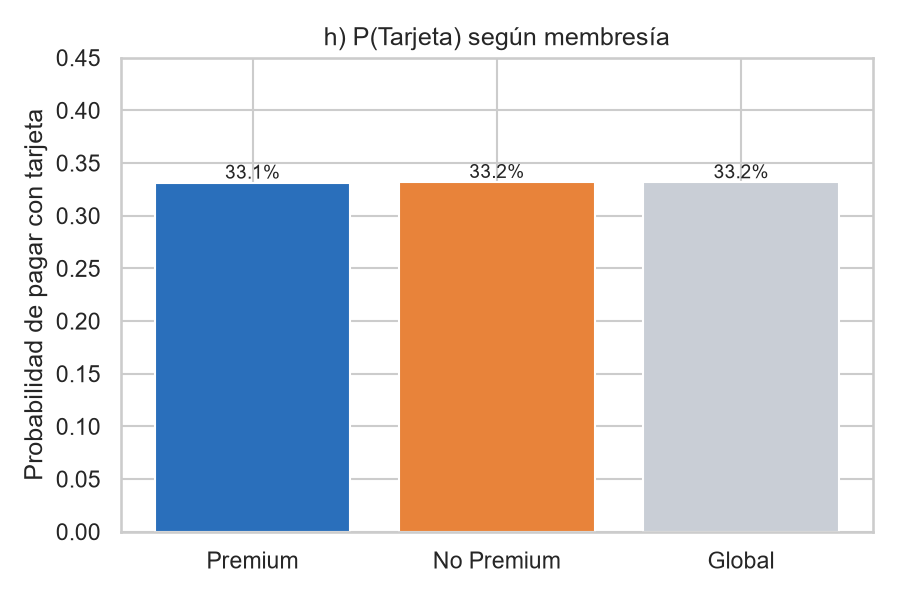 h) P(Tarjeta) según membresía
Probabilidad de pagar con tarjeta
0.45
0.40
0.35
0.30
0.25
0.20
0.15
0.10
0.05
0.00
33.1%
33.2%
33.2%
Premium
No Premium
Global